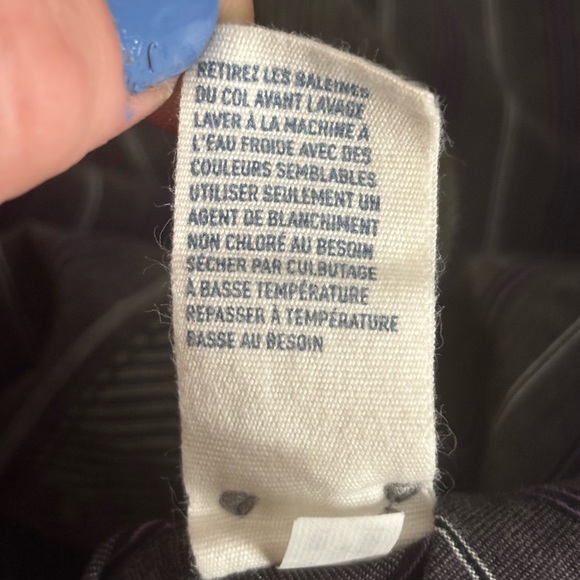 RETIREZ LES BALEINES
DU COL AVANT LAVAGE
LAVER À LA MACHINE À
L'EAU FROIDE AVEC DES
COULEURS SEMBLABLES
UTILISER SEULEMENT UN
AGENT DE BLANCHIMENT
NON CHLORÉ AU BESOIN
SÉCHER PAR CULBUTAGE
À BASSE TEMPÉRATURE
REPASSER À TEMPÉRATURE
BASSE AU BESOIN